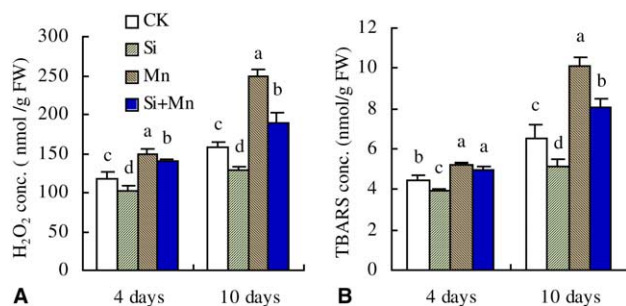 H₂O₂ conc. ( nmol /g FW)
300
250
200
150
100
50
0
CK
Si
Mn
Si+Mn
c
d
a
b
c
d
a
b
4 days
10 days
A
TBARS conc. (nmol/g FW)
12
10
8
6
4
2
0
b
c
a
a
c
d
a
b
4 days
10 days
B